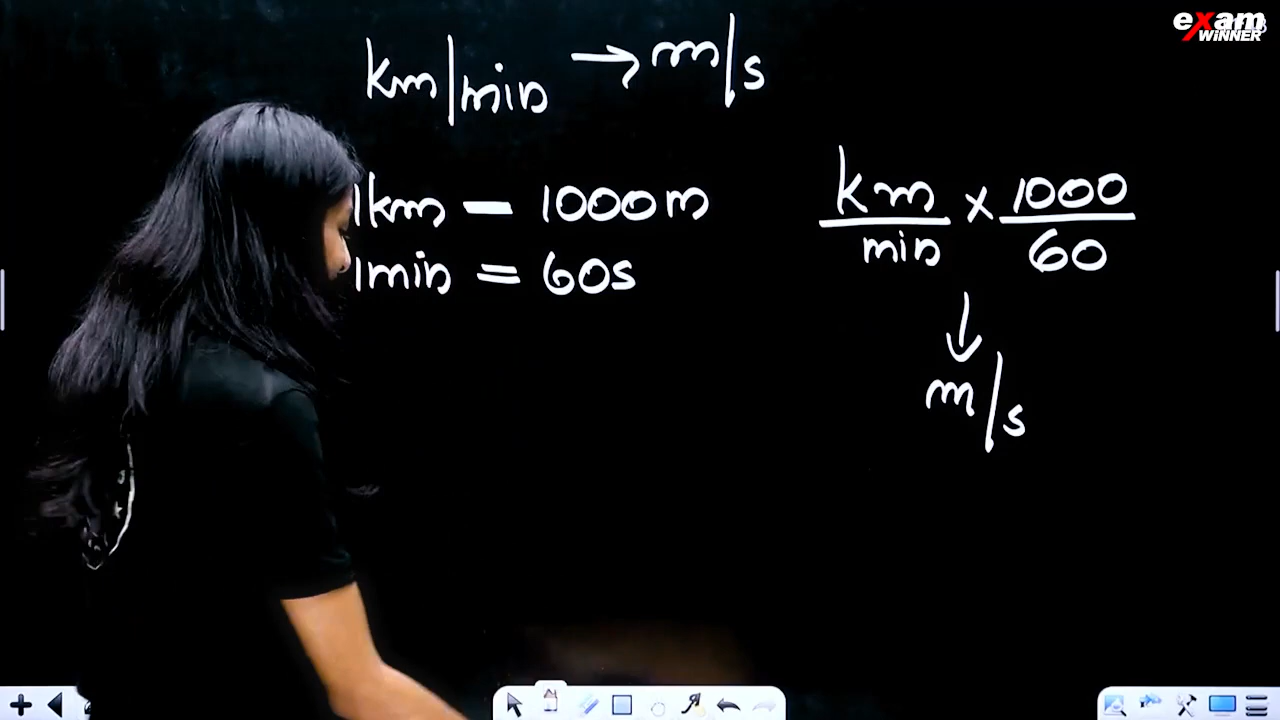 exam
WiNNER
km/min → m/s
1km = 1000m
1min = 60s
km/min × 1000/60
↓
m/s